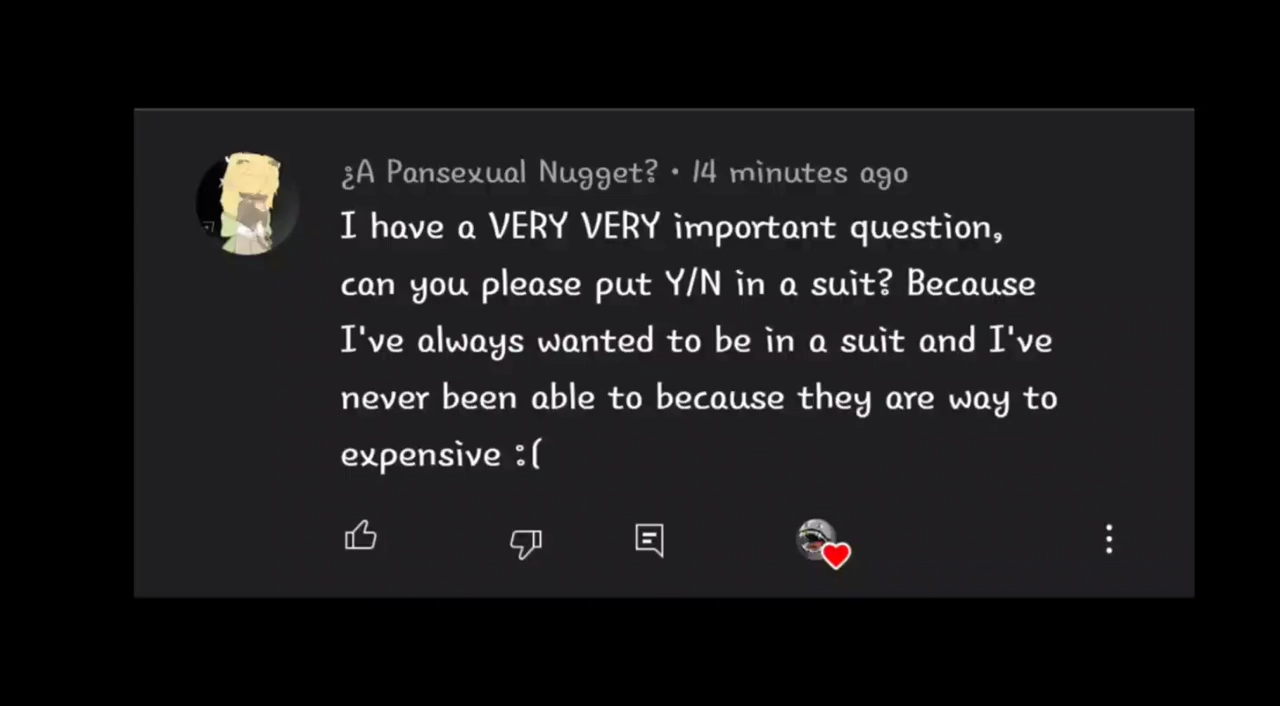 ¿A Pansexual Nugget? • 14 minutes ago
I have a VERY VERY important question,
can you please put Y/N in a suit? Because
I've always wanted to be in a suit and I've
never been able to because they are way to
expensive :(